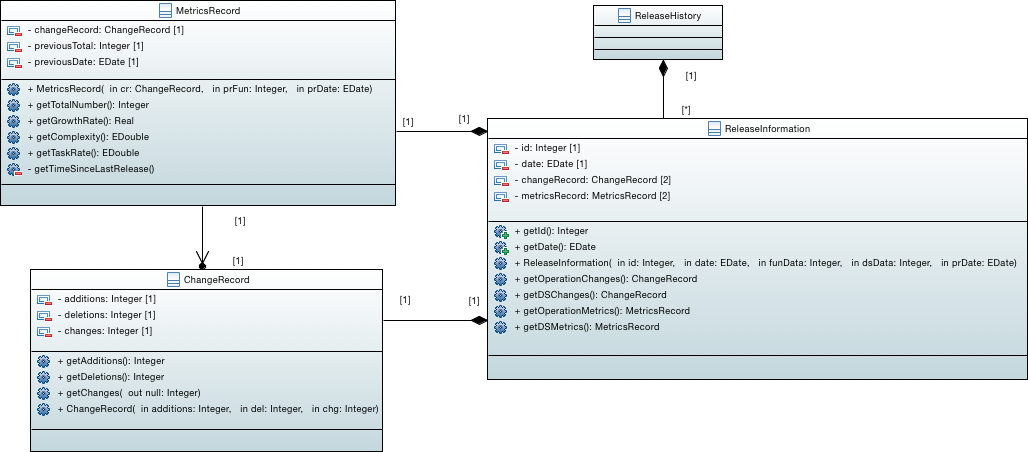 MetricsRecord
- changeRecord: ChangeRecord [1]
- previousTotal: Integer [1]
- previousDate: EDate [1]
+ MetricsRecord( in cr: ChangeRecord, in prFun: Integer, in prDate: EDate)
+ getTotalNumber(): Integer
+ getGrowthRate(): Real
+ getComplexity(): EDouble
+ getTaskRate(): EDouble
- getTimeSinceLastRelease()
ReleaseHistory
[1]
[*]
[1]
[1]
ReleaseInformation
- id: Integer [1]
- date: EDate [1]
- changeRecord: ChangeRecord [2]
- metricsRecord: MetricsRecord [2]
+ getId(): Integer
+ getDate(): EDate
+ ReleaseInformation( in id: Integer, in date: EDate, in funData: Integer, in dsData: Integer, in prDate: EDate)
+ getOperationChanges(): ChangeRecord
+ getDSChanges(): ChangeRecord
+ getOperationMetrics(): MetricsRecord
+ getDSMetrics(): MetricsRecord
[1]
[1]
ChangeRecord
- additions: Integer [1]
- deletions: Integer [1]
- changes: Integer [1]
+ getAdditions(): Integer
+ getDeletions(): Integer
+ getChanges( out null: Integer)
+ ChangeRecord( in additions: Integer, in del: Integer, in chg: Integer)
[1]
[1]